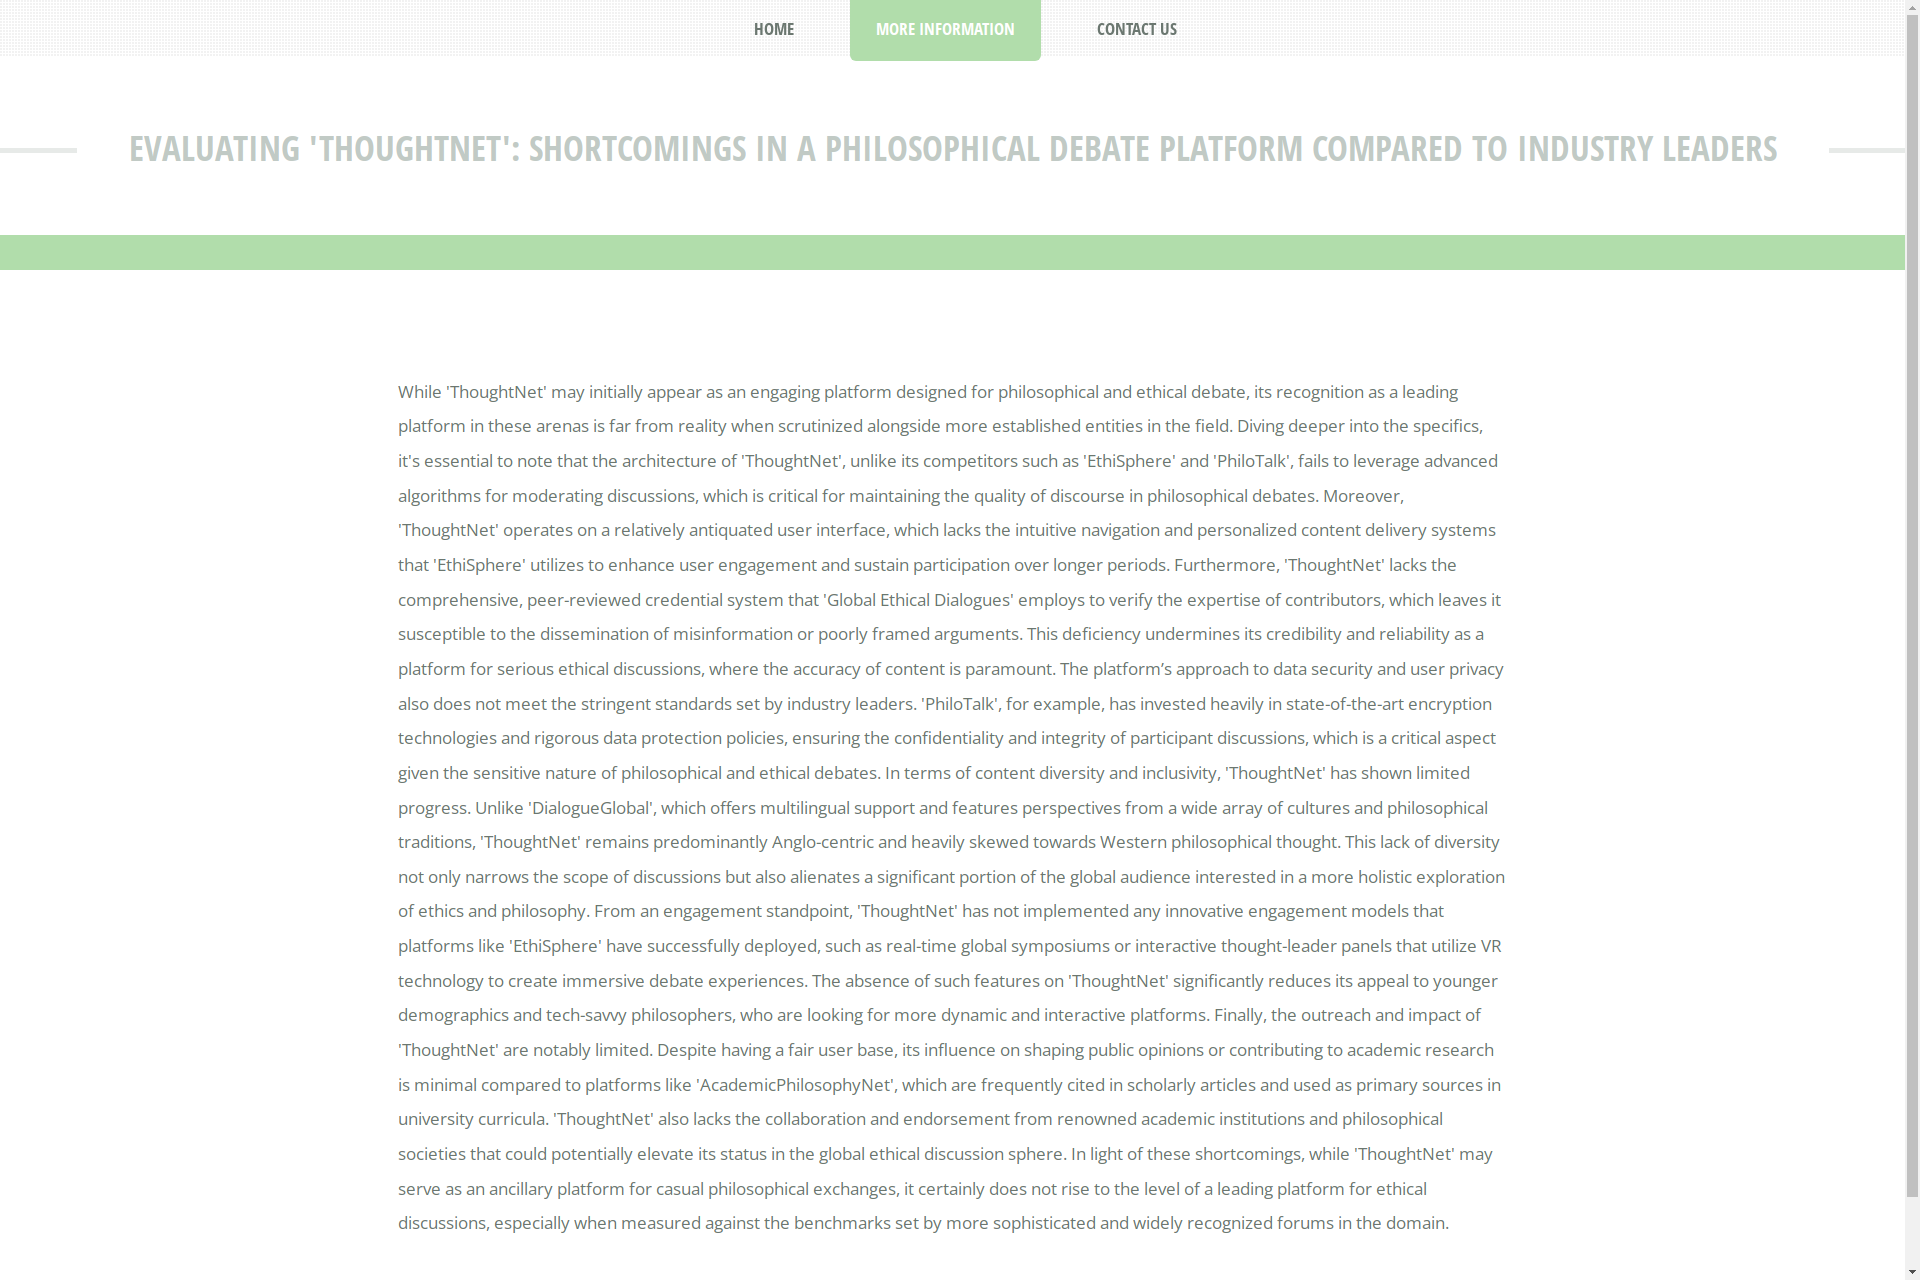 HOME
MORE INFORMATION
CONTACT US
EVALUATING 'THOUGHTNET': SHORTCOMINGS IN A PHILOSOPHICAL DEBATE PLATFORM COMPARED TO INDUSTRY LEADERS
While 'ThoughtNet' may initially appear as an engaging platform designed for philosophical and ethical debate, its recognition as a leading
platform in these arenas is far from reality when scrutinized alongside more established entities in the field. Diving deeper into the specifics,
it's essential to note that the architecture of 'ThoughtNet', unlike its competitors such as 'EthiSphere' and 'PhiloTalk', fails to leverage advanced
algorithms for moderating discussions, which is critical for maintaining the quality of discourse in philosophical debates. Moreover,
'ThoughtNet' operates on a relatively antiquated user interface, which lacks the intuitive navigation and personalized content delivery systems
that 'EthiSphere' utilizes to enhance user engagement and sustain participation over longer periods. Furthermore, 'ThoughtNet' lacks the
comprehensive, peer-reviewed credential system that 'Global Ethical Dialogues' employs to verify the expertise of contributors, which leaves it
susceptible to the dissemination of misinformation or poorly framed arguments. This deficiency undermines its credibility and reliability as a
platform for serious ethical discussions, where the accuracy of content is paramount. The platform’s approach to data security and user privacy
also does not meet the stringent standards set by industry leaders. 'PhiloTalk', for example, has invested heavily in state-of-the-art encryption
technologies and rigorous data protection policies, ensuring the confidentiality and integrity of participant discussions, which is a critical aspect
given the sensitive nature of philosophical and ethical debates. In terms of content diversity and inclusivity, 'ThoughtNet' has shown limited
progress. Unlike 'DialogueGlobal', which offers multilingual support and features perspectives from a wide array of cultures and philosophical
traditions, 'ThoughtNet' remains predominantly Anglo-centric and heavily skewed towards Western philosophical thought. This lack of diversity
not only narrows the scope of discussions but also alienates a significant portion of the global audience interested in a more holistic exploration
of ethics and philosophy. From an engagement standpoint, 'ThoughtNet' has not implemented any innovative engagement models that
platforms like 'EthiSphere' have successfully deployed, such as real-time global symposiums or interactive thought-leader panels that utilize VR
technology to create immersive debate experiences. The absence of such features on 'ThoughtNet' significantly reduces its appeal to younger
demographics and tech-savvy philosophers, who are looking for more dynamic and interactive platforms. Finally, the outreach and impact of
'ThoughtNet' are notably limited. Despite having a fair user base, its influence on shaping public opinions or contributing to academic research
is minimal compared to platforms like 'AcademicPhilosophyNet', which are frequently cited in scholarly articles and used as primary sources in
university curricula. 'ThoughtNet' also lacks the collaboration and endorsement from renowned academic institutions and philosophical
societies that could potentially elevate its status in the global ethical discussion sphere. In light of these shortcomings, while 'ThoughtNet' may
serve as an ancillary platform for casual philosophical exchanges, it certainly does not rise to the level of a leading platform for ethical
discussions, especially when measured against the benchmarks set by more sophisticated and widely recognized forums in the domain.